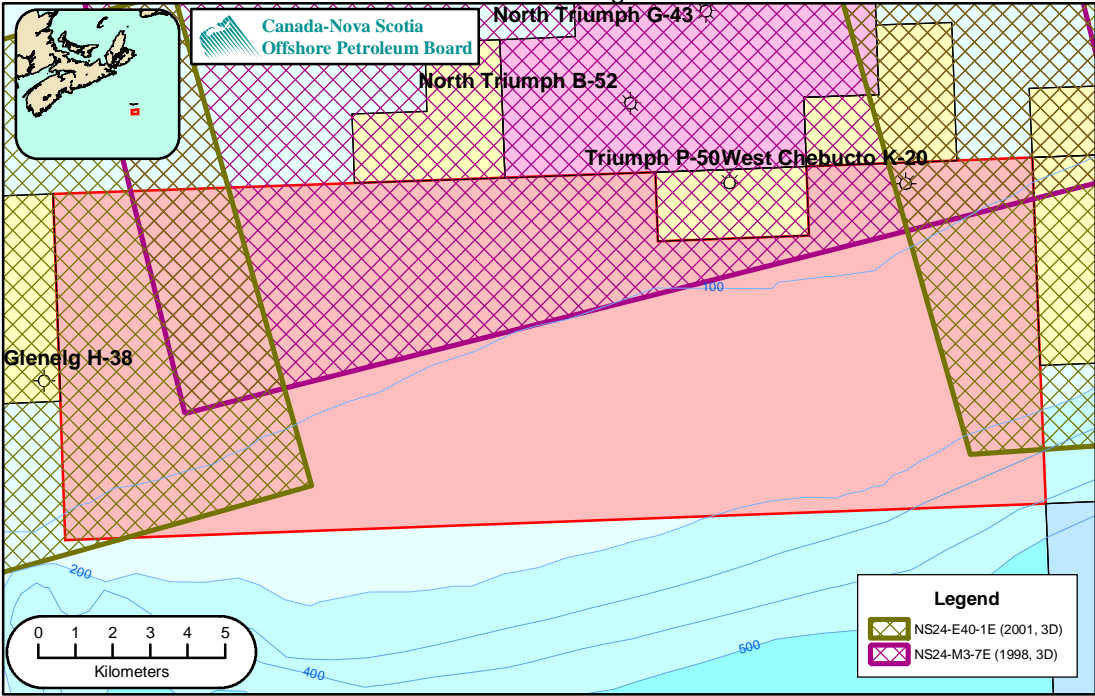 North Triumph G-43
Canada-Nova Scotia
Offshore Petroleum Board
North Triumph B-52
Triumph P-50 West Chebucto K-20
100
Glenelg H-38
200
500
400
0 1 2 3 4 5
Kilometers
Legend
NS24-E40-1E (2001, 3D)
NS24-M3-7E (1998, 3D)